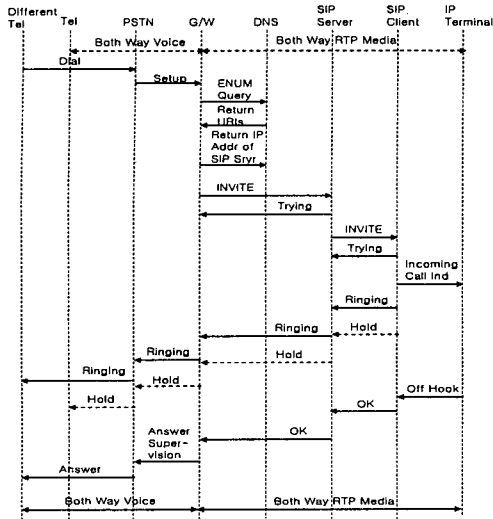 Different Tel
Tel
PSTN
G/W
DNS
SIP Server
SIP Client
IP Terminal
Both Way Voice
Both Way RTP Media
Dial
Setup
ENUM
Query
Return
URIs
Return IP
Addr of
SIP Srvr
INVITE
Trying
INVITE
Trying
Incoming
Call Ind
Ringing
Ringing
Hold
Ringing
Hold
Ringing
Hold
Off Hook
Hold
OK
Answer
Super-
vision
OK
Answer
Both Way Voice
Both Way RTP Media